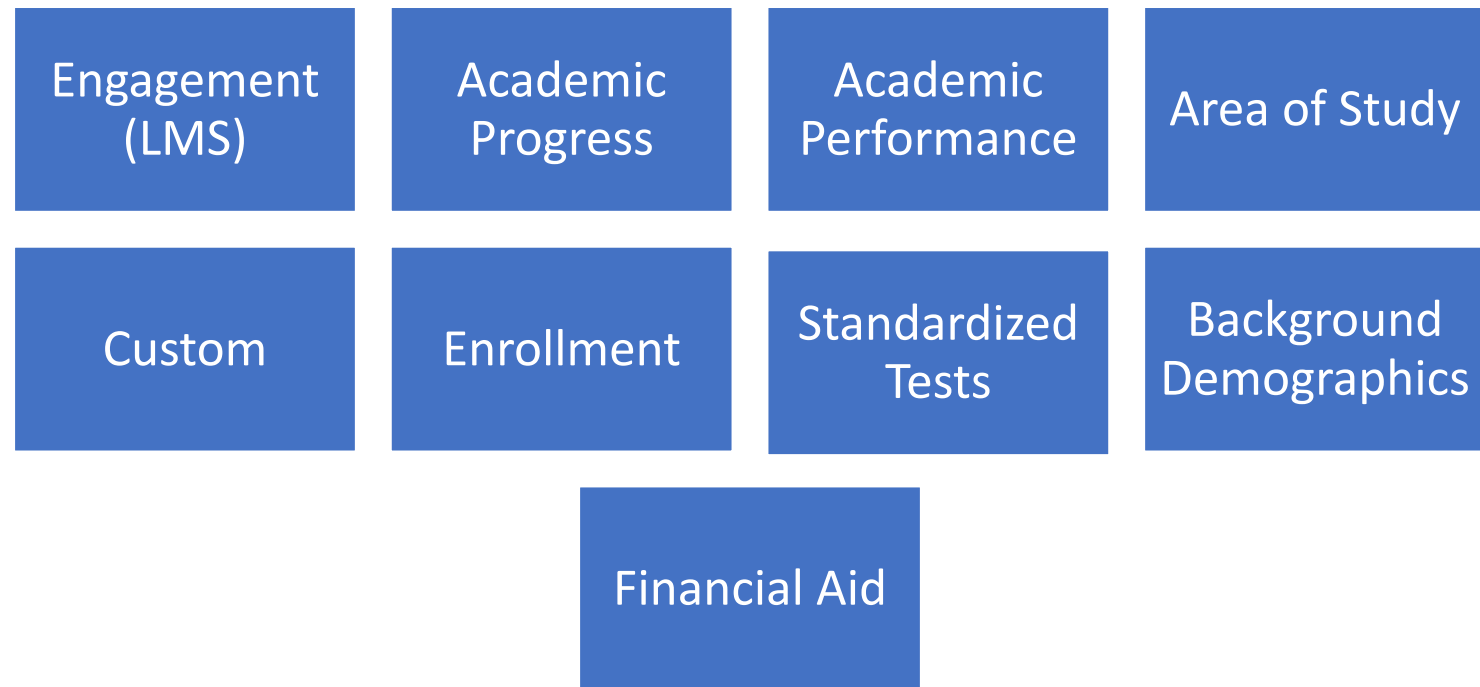 Engagement
(LMS)
Academic
Progress
Academic
Performance
Area of Study
Custom
Enrollment
Standardized
Tests
Background
Demographics
Financial Aid